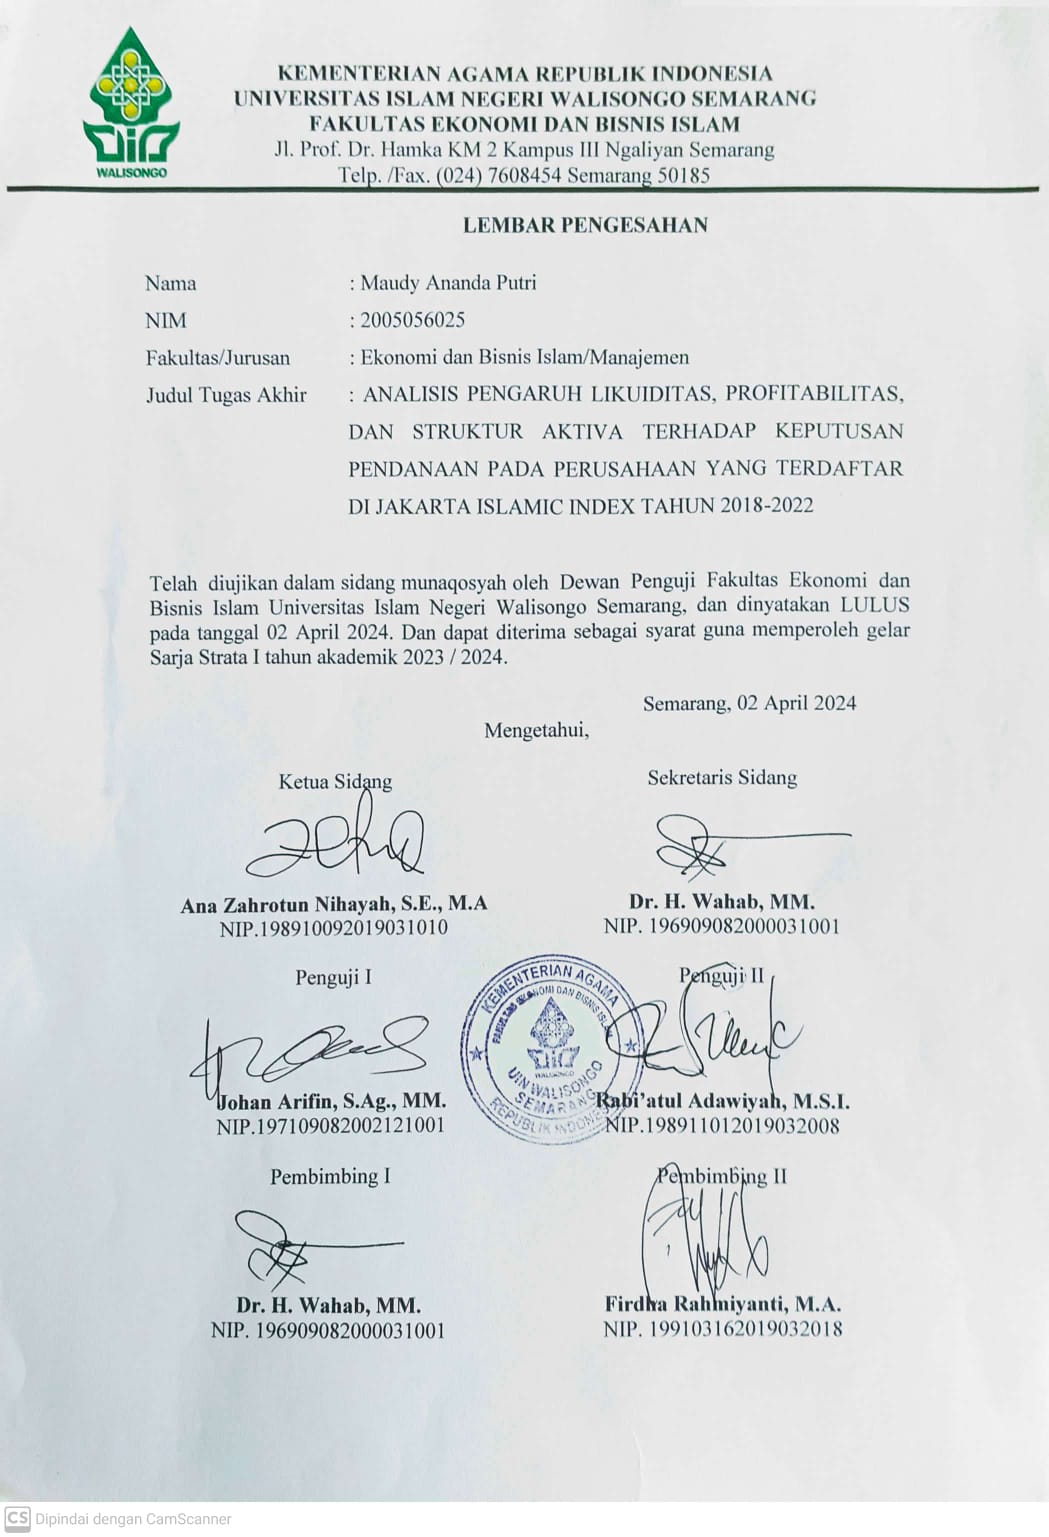 KEMENTERIAN AGAMA REPUBLIK INDONESIA
UNIVERSITAS ISLAM NEGERI WALISONGO SEMARANG
FAKULTAS EKONOMI DAN BISNIS ISLAM
Jl. Prof. Dr. Hamka KM 2 Kampus III Ngaliyan Semarang
Telp. /Fax. (024) 7608454 Semarang 50185
UIN
WALISONGO
LEMBAR PENGESAHAN
Nama : Maudy Ananda Putri
NIM : 2005056025
Fakultas/Jurusan : Ekonomi dan Bisnis Islam/Manajemen
Judul Tugas Akhir : ANALISIS PENGARUH LIKUIDITAS, PROFITABILITAS,
DAN STRUKTUR AKTIVA TERHADAP KEPUTUSAN
PENDANAAN PADA PERUSAHAAN YANG TERDAFTAR
DI JAKARTA ISLAMIC INDEX TAHUN 2018-2022
Telah diujikan dalam sidang munaqosyah oleh Dewan Penguji Fakultas Ekonomi dan
Bisnis Islam Universitas Islam Negeri Walisongo Semarang, dan dinyatakan LULUS
pada tanggal 02 April 2024. Dan dapat diterima sebagai syarat guna memperoleh gelar
Sarja Strata I tahun akademik 2023 / 2024.
Semarang, 02 April 2024
Mengetahui,
Ketua Sidang Sekretaris Sidang
Ana Zahrotun Nihayah, S.E., M.A Dr. H. Wahab, MM.
NIP.198910092019031010 NIP. 196909082000031001
Penguji I Penguji II
KEMENTERIAN AGAMA
FAKULTAS EKONOMI DAN BISNIS ISLAM
UIN
WALISONGO
UIN WALISONGO
SEMARANG
REPUBLIK INDONESIA
Johan Arifin, S.Ag., MM. Rabi’atul Adawiyah, M.S.I.
NIP.197109082002121001 NIP.198911012019032008
Pembimbing I Pembimbing II
Dr. H. Wahab, MM. Firdha Rahmiyanti, M.A.
NIP. 196909082000031001 NIP. 199103162019032018
CS Dipindai dengan CamScanner